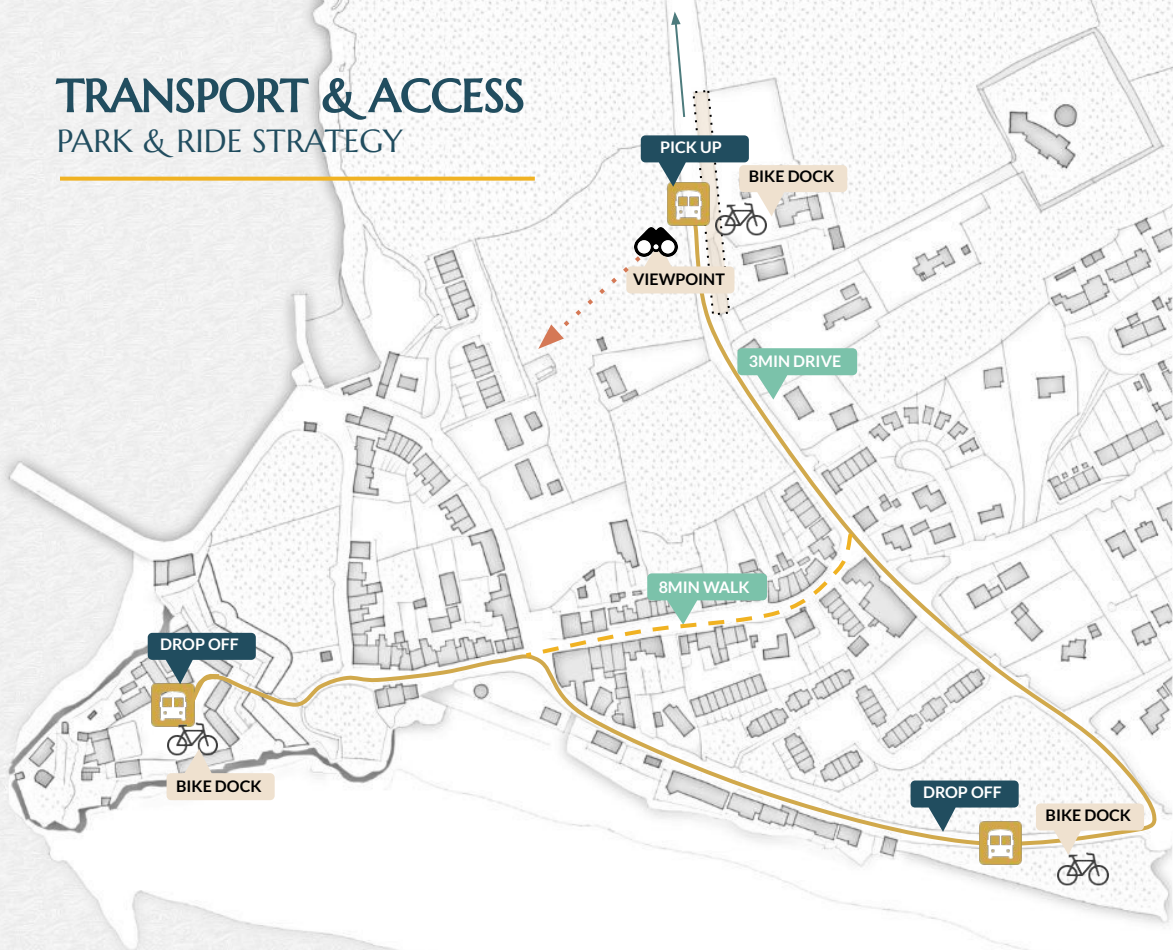 TRANSPORT & ACCESS
PARK & RIDE STRATEGY
PICK UP
BIKE DOCK
VIEWPOINT
3MIN DRIVE
8MIN WALK
DROP OFF
BIKE DOCK
DROP OFF
BIKE DOCK